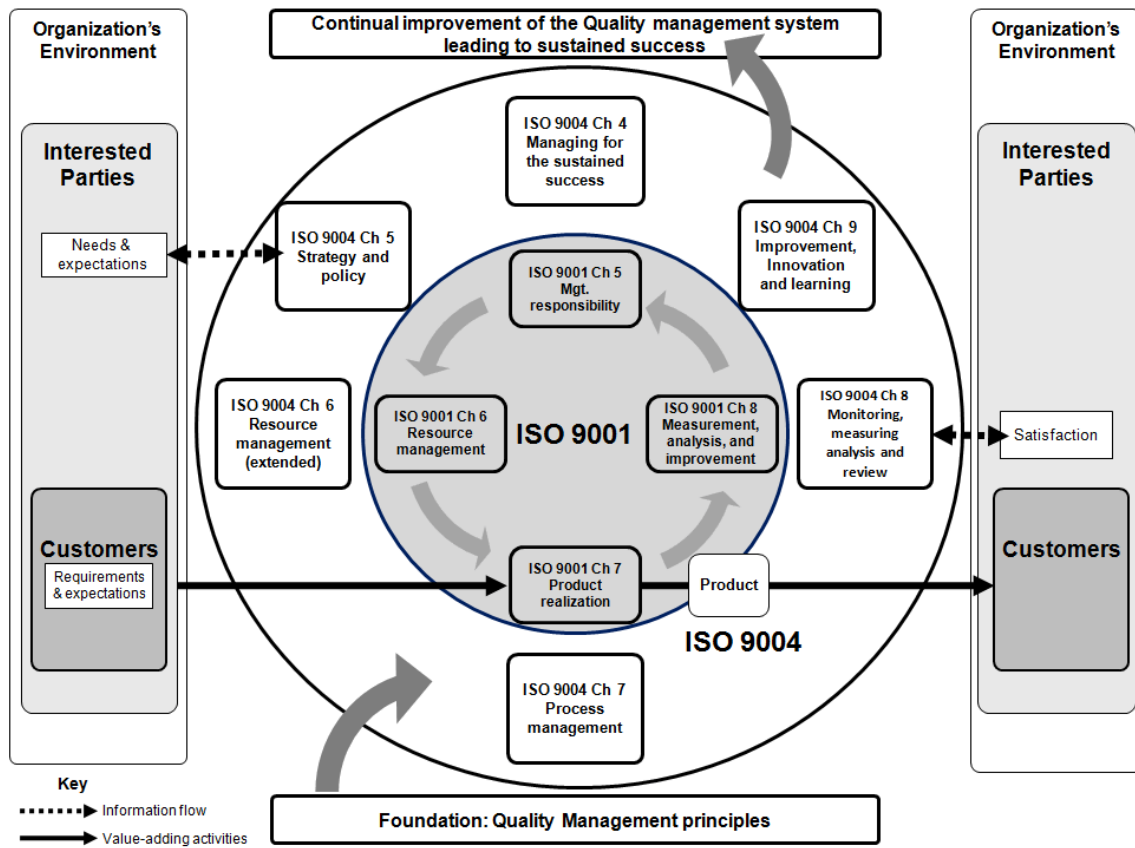 Organization's
Environment
Continual improvement of the Quality management system
leading to sustained success
Organization's
Environment
Interested
Parties
Needs &
expectations
Customers
Requirements
& expectations
ISO 9004 Ch 4
Managing for
the sustained
success
ISO 9004 Ch 5
Strategy and
policy
ISO 9004 Ch 9
Improvement,
Innovation
and learning
ISO 9001 Ch 5
Mgt.
responsibility
ISO 9004 Ch 6
Resource
management
(extended)
ISO 9001 Ch 6
Resource
management
ISO 9001
ISO 9001 Ch 8
Measurement,
analysis, and
improvement
ISO 9004 Ch 8
Monitoring,
measuring
analysis and
review
ISO 9001 Ch 7
Product
realization
Product
ISO 9004
ISO 9004 Ch 7
Process
management
Interested
Parties
Satisfaction
Customers
Key
Information flow
Value-adding activities
Foundation: Quality Management principles